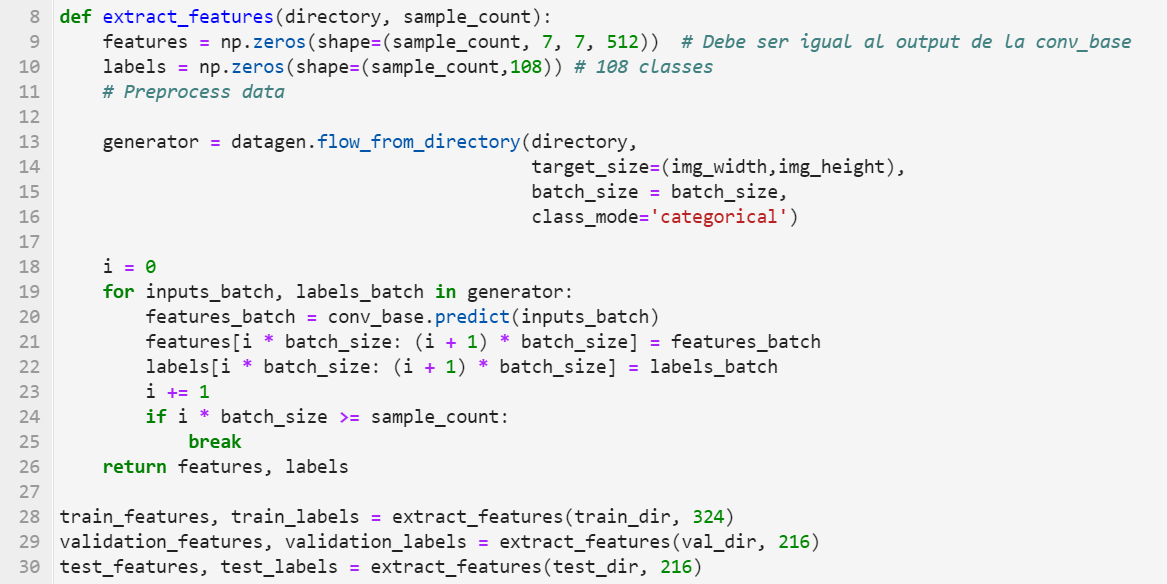 8 def extract_features(directory, sample_count):
9     features = np.zeros(shape=(sample_count, 7, 7, 512))  # Debe ser igual al output de la conv_base
10     labels = np.zeros(shape=(sample_count,108)) # 108 classes
11     # Preprocess data
12
13     generator = datagen.flow_from_directory(directory,
14                                             target_size=(img_width,img_height),
15                                             batch_size = batch_size,
16                                             class_mode='categorical')
17
18     i = 0
19     for inputs_batch, labels_batch in generator:
20         features_batch = conv_base.predict(inputs_batch)
21         features[i * batch_size: (i + 1) * batch_size] = features_batch
22         labels[i * batch_size: (i + 1) * batch_size] = labels_batch
23         i += 1
24         if i * batch_size >= sample_count:
25             break
26     return features, labels
27
28 train_features, train_labels = extract_features(train_dir, 324)
29 validation_features, validation_labels = extract_features(val_dir, 216)
30 test_features, test_labels = extract_features(test_dir, 216)